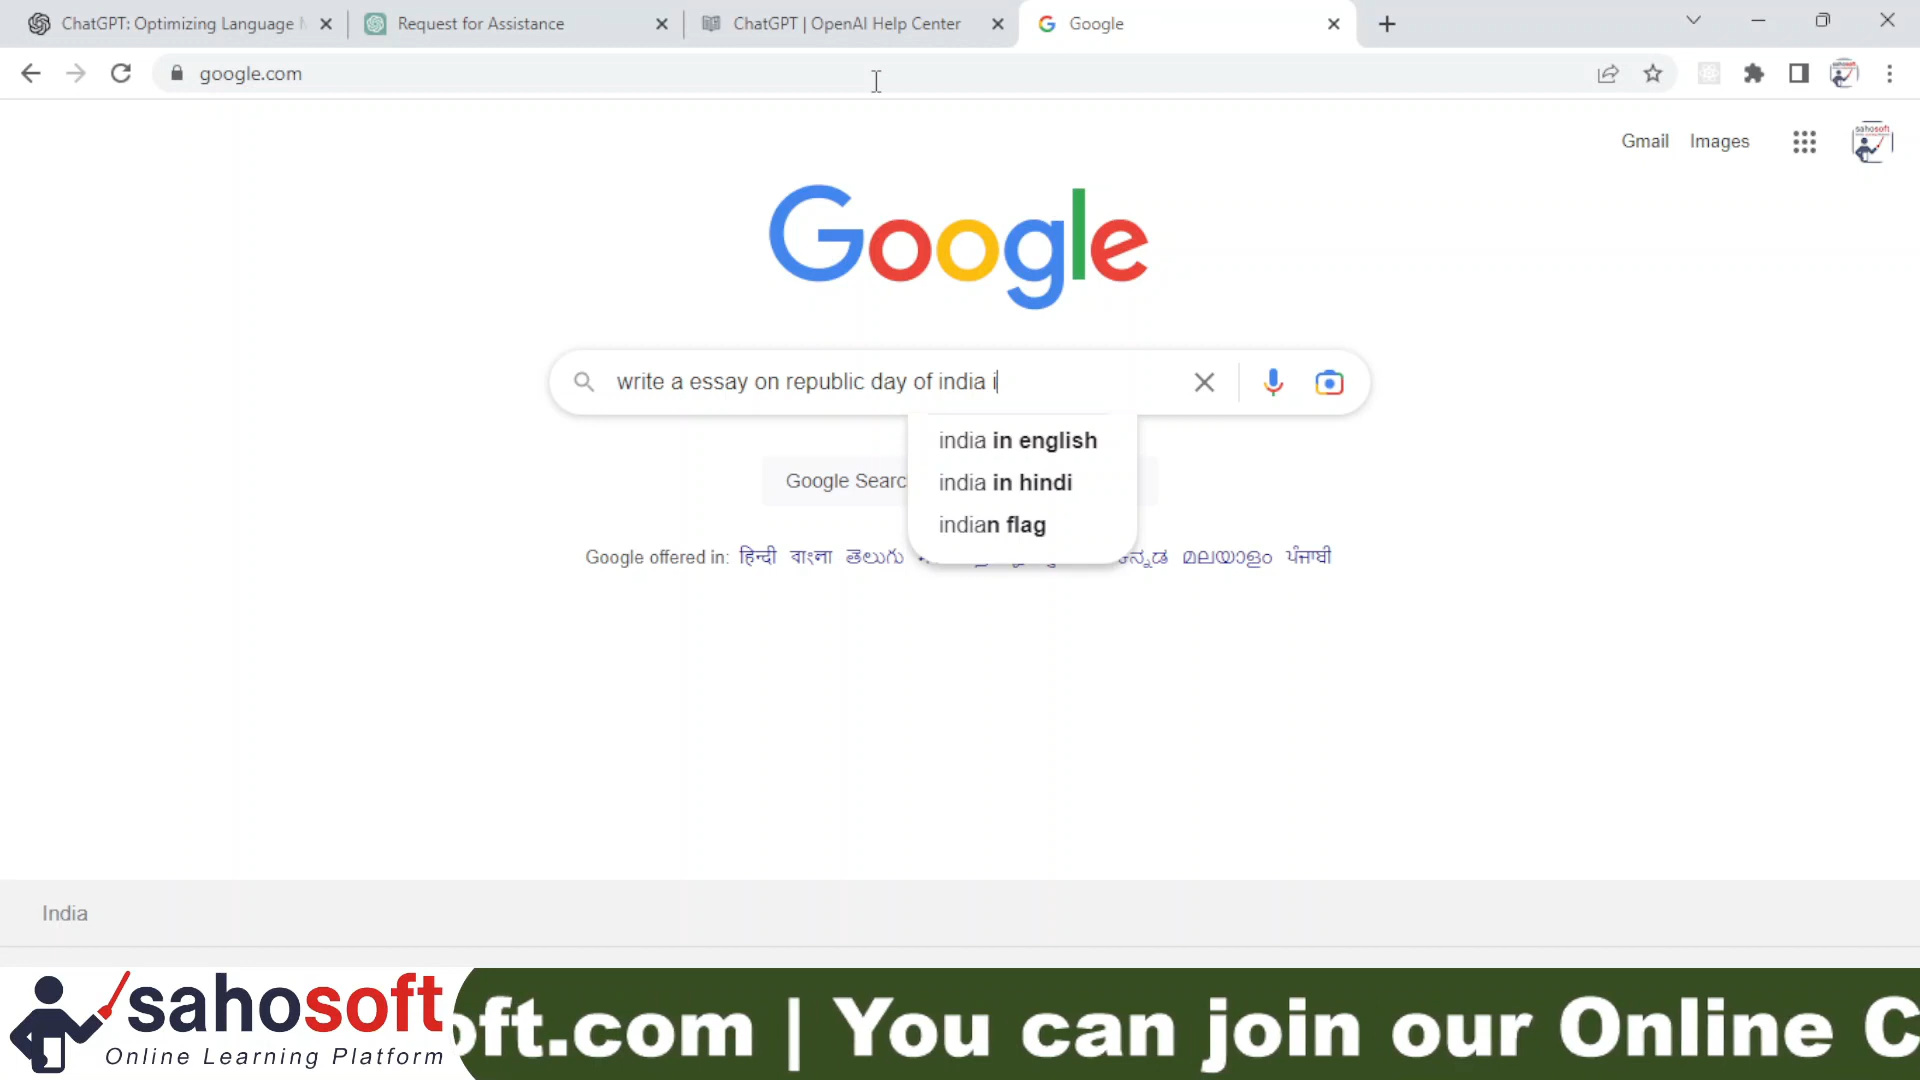 ChatGPT: Optimizing Language
Request for Assistance
ChatGPT | OpenAI Help Center
Google
google.com
Gmail Images
sahosoft
Google
write a essay on republic day of india i
india in english
india in hindi
indian flag
Google Searc
Google offered in: हिन्दी বাংলা తెలుగు ಕನ್ನಡ മലയാളം ਪੰਜਾਬੀ
India
sahosoft
Online Learning Platform
oft.com | You can join our Online C